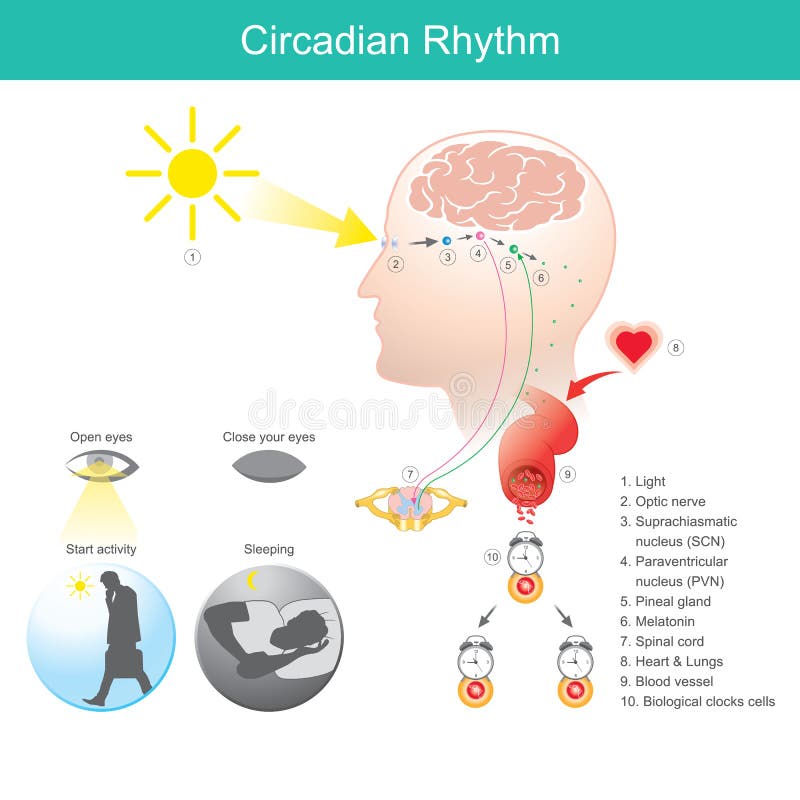 Circadian Rhythm
1
2
3
4
5
6
8
7
9
10
Open eyes
Close your eyes
Start activity
Sleeping
1. Light
2. Optic nerve
3. Suprachiasmatic
nucleus (SCN)
4. Paraventricular
nucleus (PVN)
5. Pineal gland
6. Melatonin
7. Spinal cord
8. Heart & Lungs
9. Blood vessel
10. Biological clocks cells
dreamstime